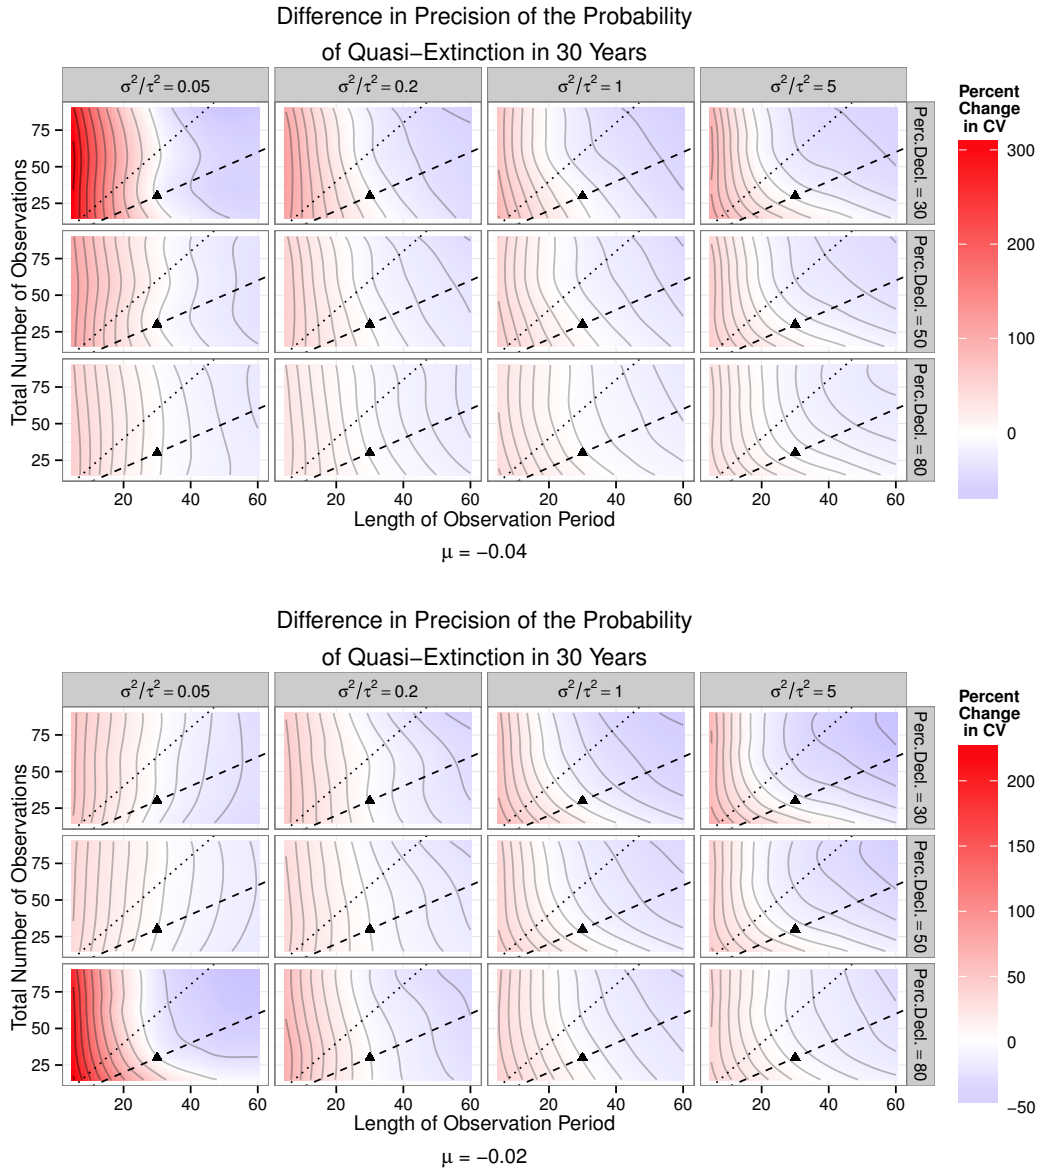 Difference in Precision of the Probability
of Quasi−Extinction in 30 Years
σ²/τ² = 0.05
σ²/τ² = 0.2
σ²/τ² = 1
σ²/τ² = 5
Total Number of Observations
75
50
25
Perc.Decl. = 30
75
50
25
Perc.Decl. = 50
75
50
25
Perc.Decl. = 80
20 40 60
20 40 60
20 40 60
20 40 60
Length of Observation Period
μ = −0.04
Percent
Change
in CV
300
200
100
0
Difference in Precision of the Probability
of Quasi−Extinction in 30 Years
σ²/τ² = 0.05
σ²/τ² = 0.2
σ²/τ² = 1
σ²/τ² = 5
Total Number of Observations
75
50
25
Perc.Decl. = 30
75
50
25
Perc.Decl. = 50
75
50
25
Perc.Decl. = 80
20 40 60
20 40 60
20 40 60
20 40 60
Length of Observation Period
μ = −0.02
Percent
Change
in CV
200
150
100
50
0
−50